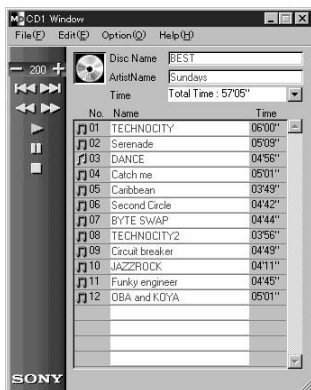 MD CD1 Window
File(F) Edit(E) Option(O) Help(H)
200
Disc Name BEST
ArtistName Sundays
Time Total Time : 57'05"
No. Name Time
01 TECHNOCITY 06'00"
02 Serenade 05'09"
03 DANCE 04'56"
04 Catch me 05'01"
05 Caribbean 03'49"
06 Second Circle 04'42"
07 BYTE SWAP 04'44"
08 TECHNOCITY2 03'56"
09 Circuit breaker 04'49"
10 JAZZROCK 04'11"
11 Funky engineer 04'45"
12 OBA and KOYA 05'01"
SONY